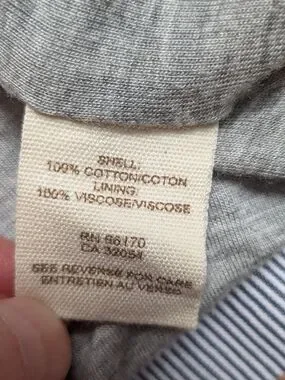 SHELL:
100% COTTON/COTON
LINING:
100% VISCOSE/VISCOSE
RN 66170
CA 32054
SEE REVERSE FOR CARE
ENTRETIEN AU VERSO